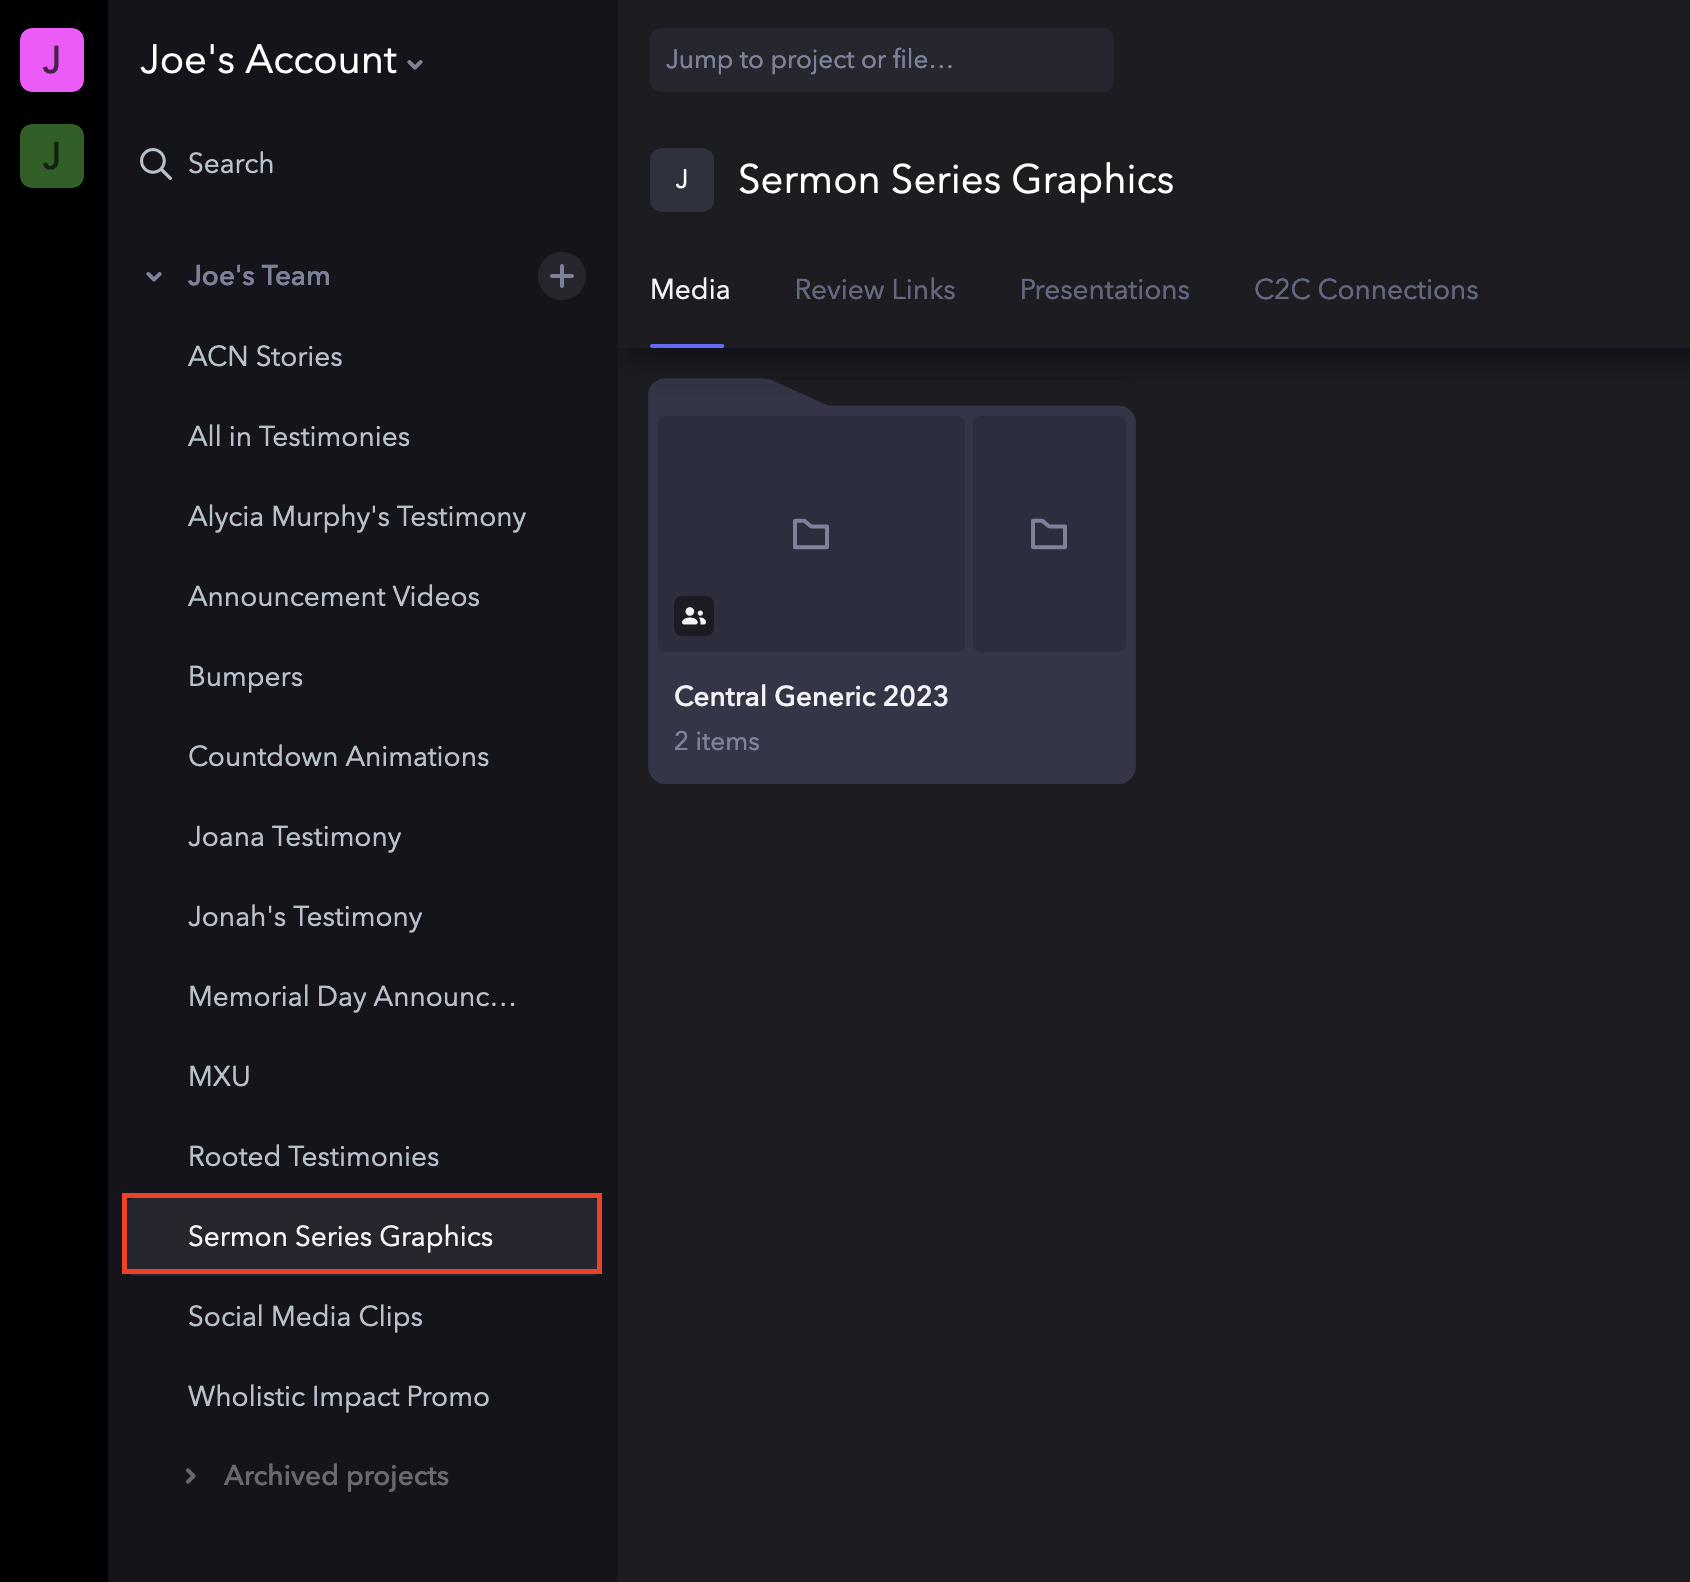 J
J
Joe's Account
Search
Joe's Team
ACN Stories
All in Testimonies
Alycia Murphy's Testimony
Announcement Videos
Bumpers
Countdown Animations
Joana Testimony
Jonah's Testimony
Memorial Day Announc…
MXU
Rooted Testimonies
Sermon Series Graphics
Social Media Clips
Wholistic Impact Promo
Archived projects
Jump to project or file…
J
Sermon Series Graphics
Media Review Links Presentations C2C Connections
Central Generic 2023
2 items